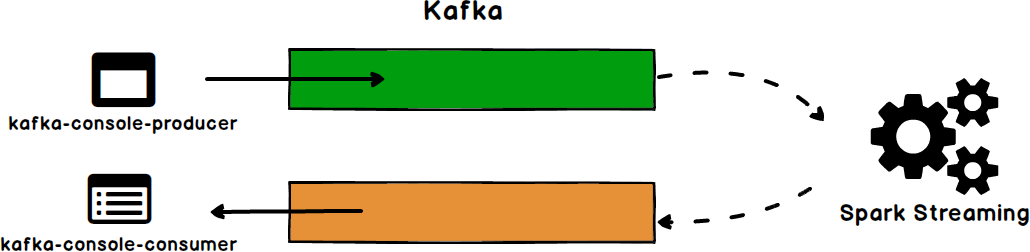 Kafka
kafka-console-producer
Spark Streaming
kafka-console-consumer